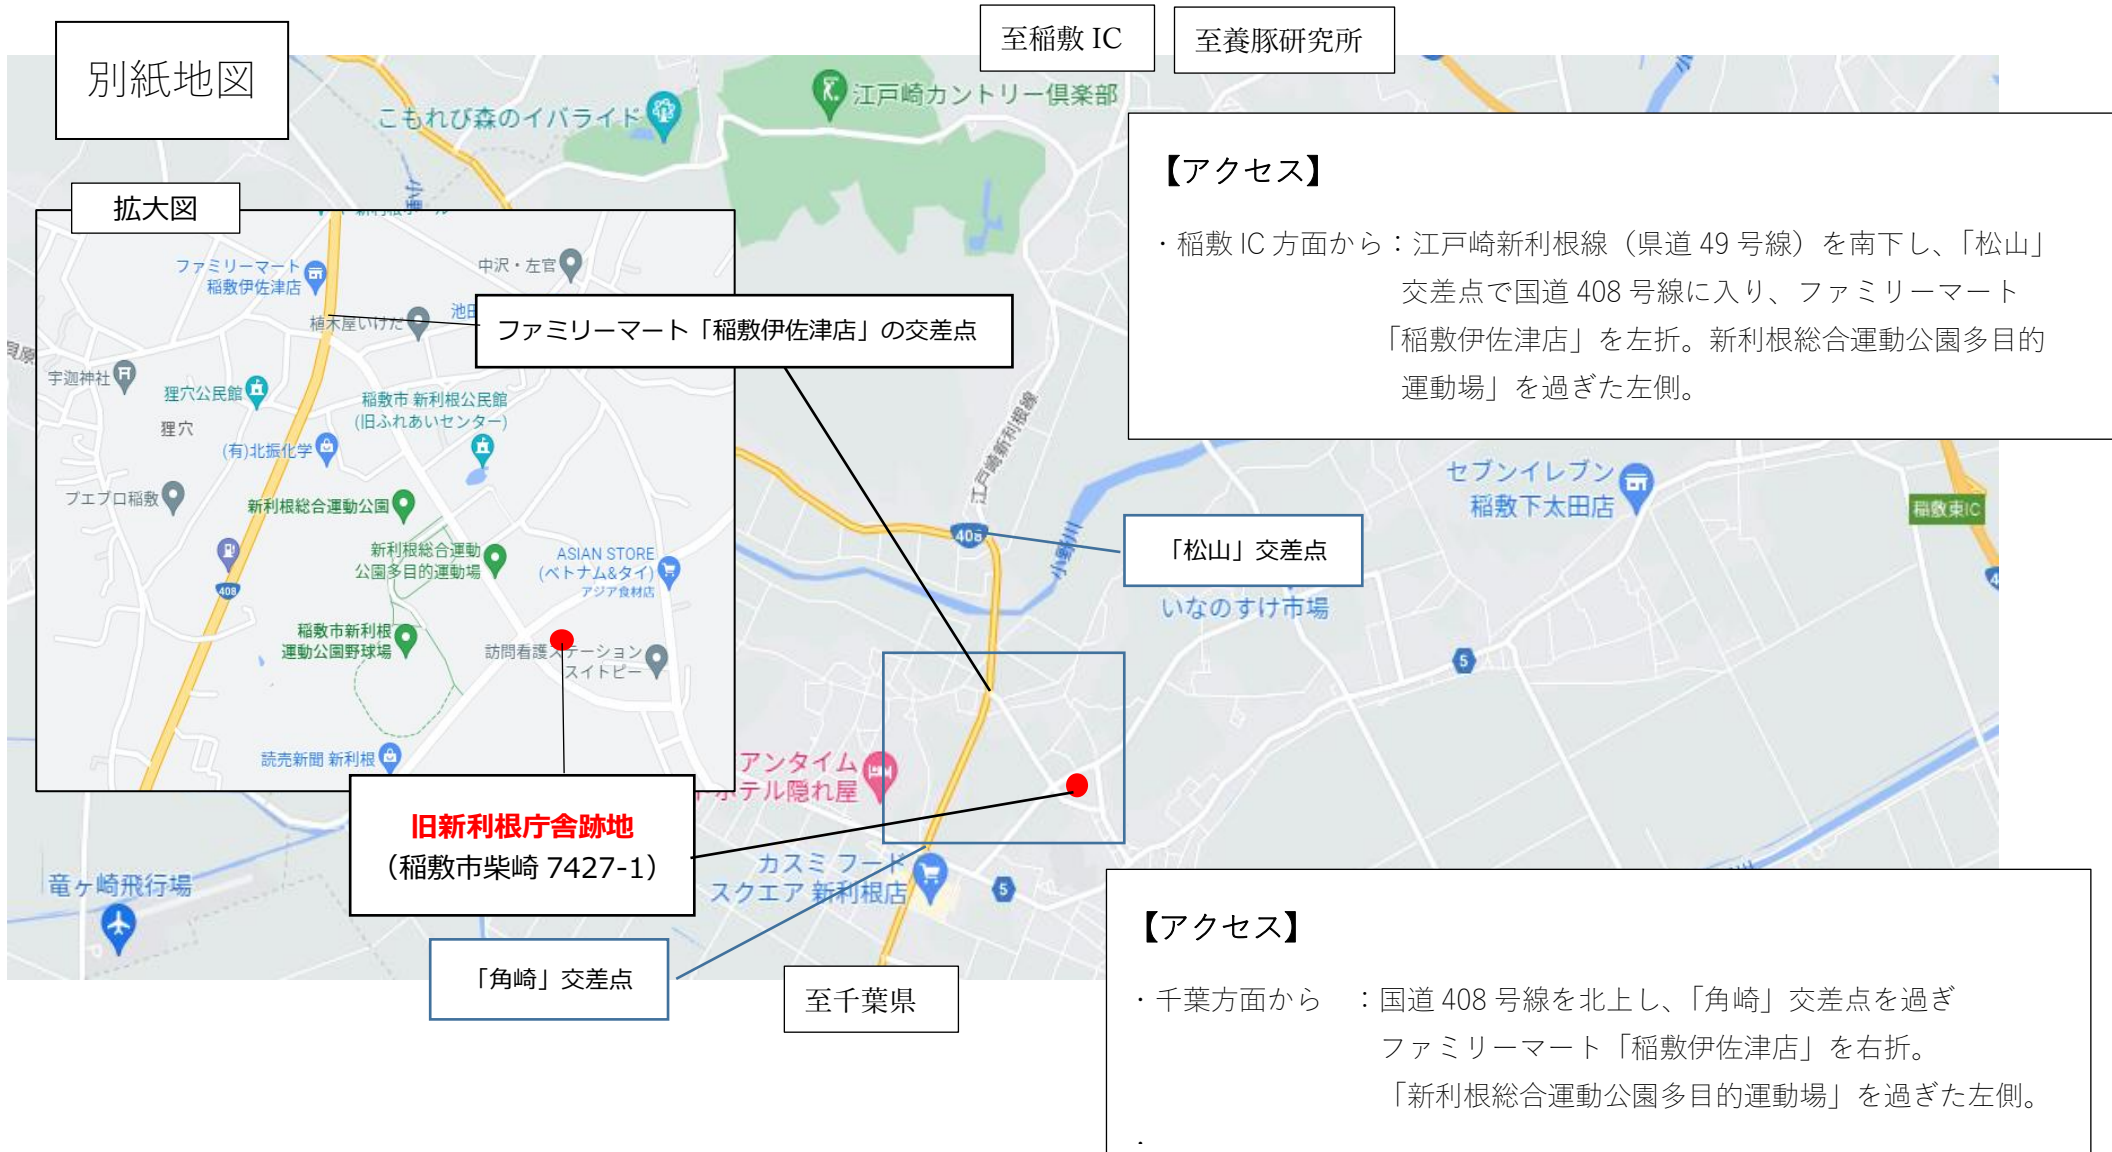 至稲敷 IC
至養豚研究所
別紙地図
こもれび森のイバライド
江戸崎カントリー倶楽部
【アクセス】
・稲敷 IC 方面から：江戸崎新利根線（県道 49 号線）を南下し、「松山」
交差点で国道 408 号線に入り、ファミリーマート
「稲敷伊佐津店」を左折。新利根総合運動公園多目的
運動場」を過ぎた左側。
拡大図
ファミリーマート
稲敷伊佐津店
中沢・左官
植木屋いけだ
池田
ファミリーマート「稲敷伊佐津店」の交差点
宇迦神社
狸穴公民館
狸穴
稲敷市 新利根公民館
(旧ふれあいセンター)
(有)北振化学
プエブロ稲敷
新利根総合運動公園
新利根総合運動
公園多目的運動場
ASIAN STORE
(ベトナム&タイ)
アジア食材店
408
稲敷市新利根
運動公園野球場
訪問看護ステーション
スイトピー
読売新聞 新利根
江戸崎新利根線
小野川
408
「松山」交差点
セブンイレブン
稲敷下太田店
稲敷東IC
いなのすけ市場
5
アンタイム
ホテル隠れ屋
旧新利根庁舎跡地
（稲敷市柴崎 7427-1）
カスミ フード
スクエア 新利根店
5
竜ヶ崎飛行場
「角崎」交差点
至千葉県
【アクセス】
・千葉方面から ：国道 408 号線を北上し、「角崎」交差点を過ぎ
ファミリーマート「稲敷伊佐津店」を右折。
「新利根総合運動公園多目的運動場」を過ぎた左側。
・